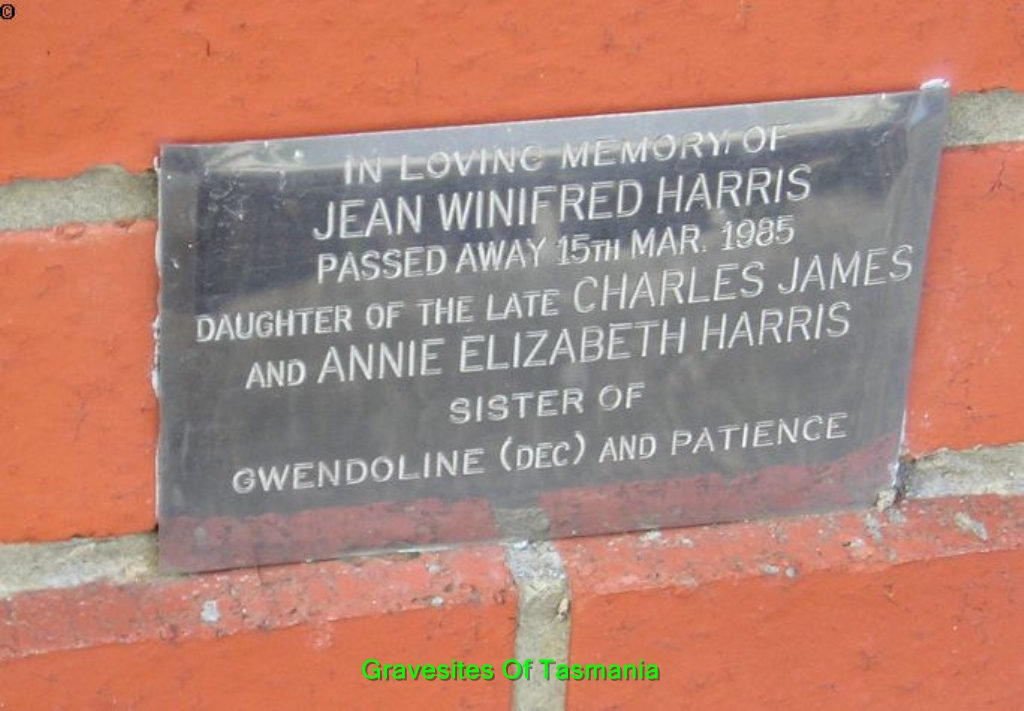 ©
IN LOVING MEMORY OF
JEAN WINIFRED HARRIS
PASSED AWAY 15TH MAR. 1985
DAUGHTER OF THE LATE CHARLES JAMES
AND ANNIE ELIZABETH HARRIS
SISTER OF
GWENDOLINE (DEC) AND PATIENCE
Gravesites Of Tasmania